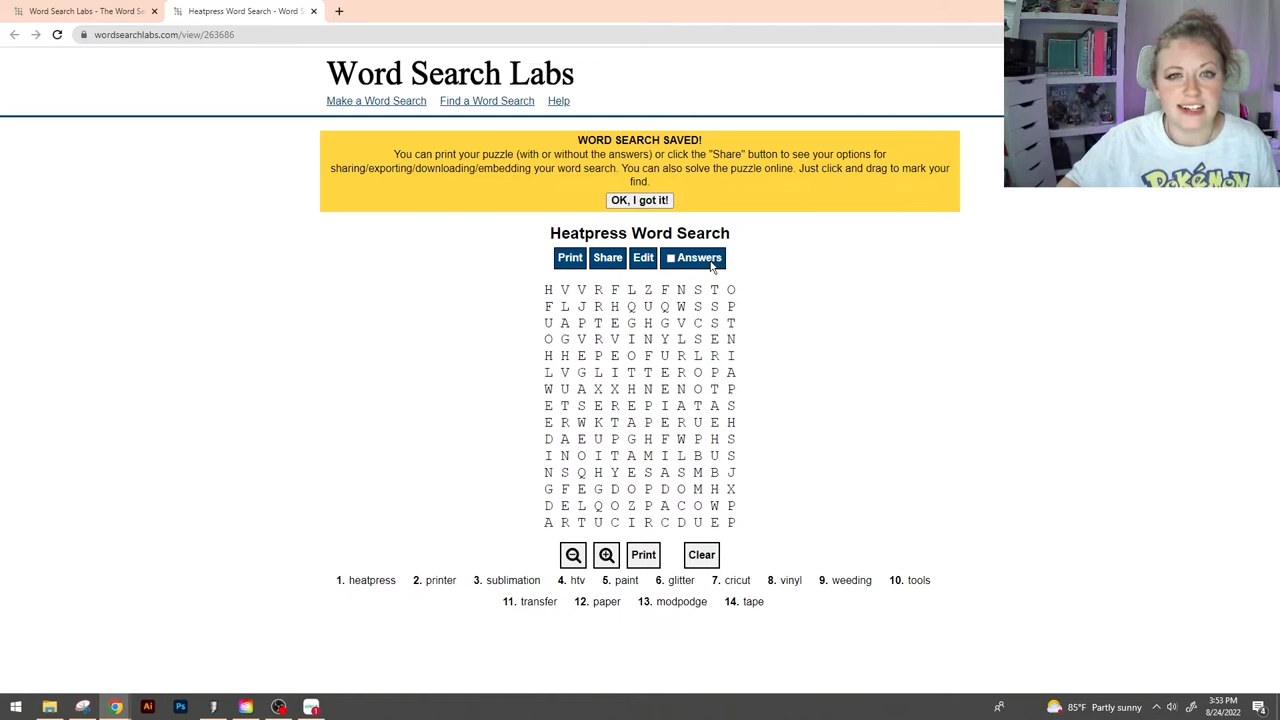 Word Search Labs - The Word Se
Heatpress Word Search - Word S
wordsearchlabs.com/view/263686
Word Search Labs
Make a Word Search Find a Word Search Help
WORD SEARCH SAVED!
You can print your puzzle (with or without the answers) or click the "Share" button to see your options for
sharing/exporting/downloading/embedding your word search. You can also solve the puzzle online. Just click and drag to mark your
find.
OK, I got it!
Heatpress Word Search
Print Share Edit Answers
H V V R F L Z F N S T O
F L J R H Q U Q W S S P
U A P T E G H G V C S T
O G V R V I N Y L S E N
H H E P E O F U R L R I
L V G L I T T E R O P A
W U A X X H N E N O T P
E T S E R E P I A T A S
E R W K T A P E R U E H
D A E U P G H F W P H S
I N O I T A M I L B U S
N S Q H Y E S A S M B J
G F E G D O P D O M H X
D E L Q O Z P A C O W P
A R T U C I R C D U E P
Print Clear
1. heatpress 2. printer 3. sublimation 4. htv 5. paint 6. glitter 7. cricut 8. vinyl 9. weeding 10. tools
11. transfer 12. paper 13. modpodge 14. tape
POKéMON
Ai Ps 1 85°F Partly sunny 3:53 PM
8/24/2022 4